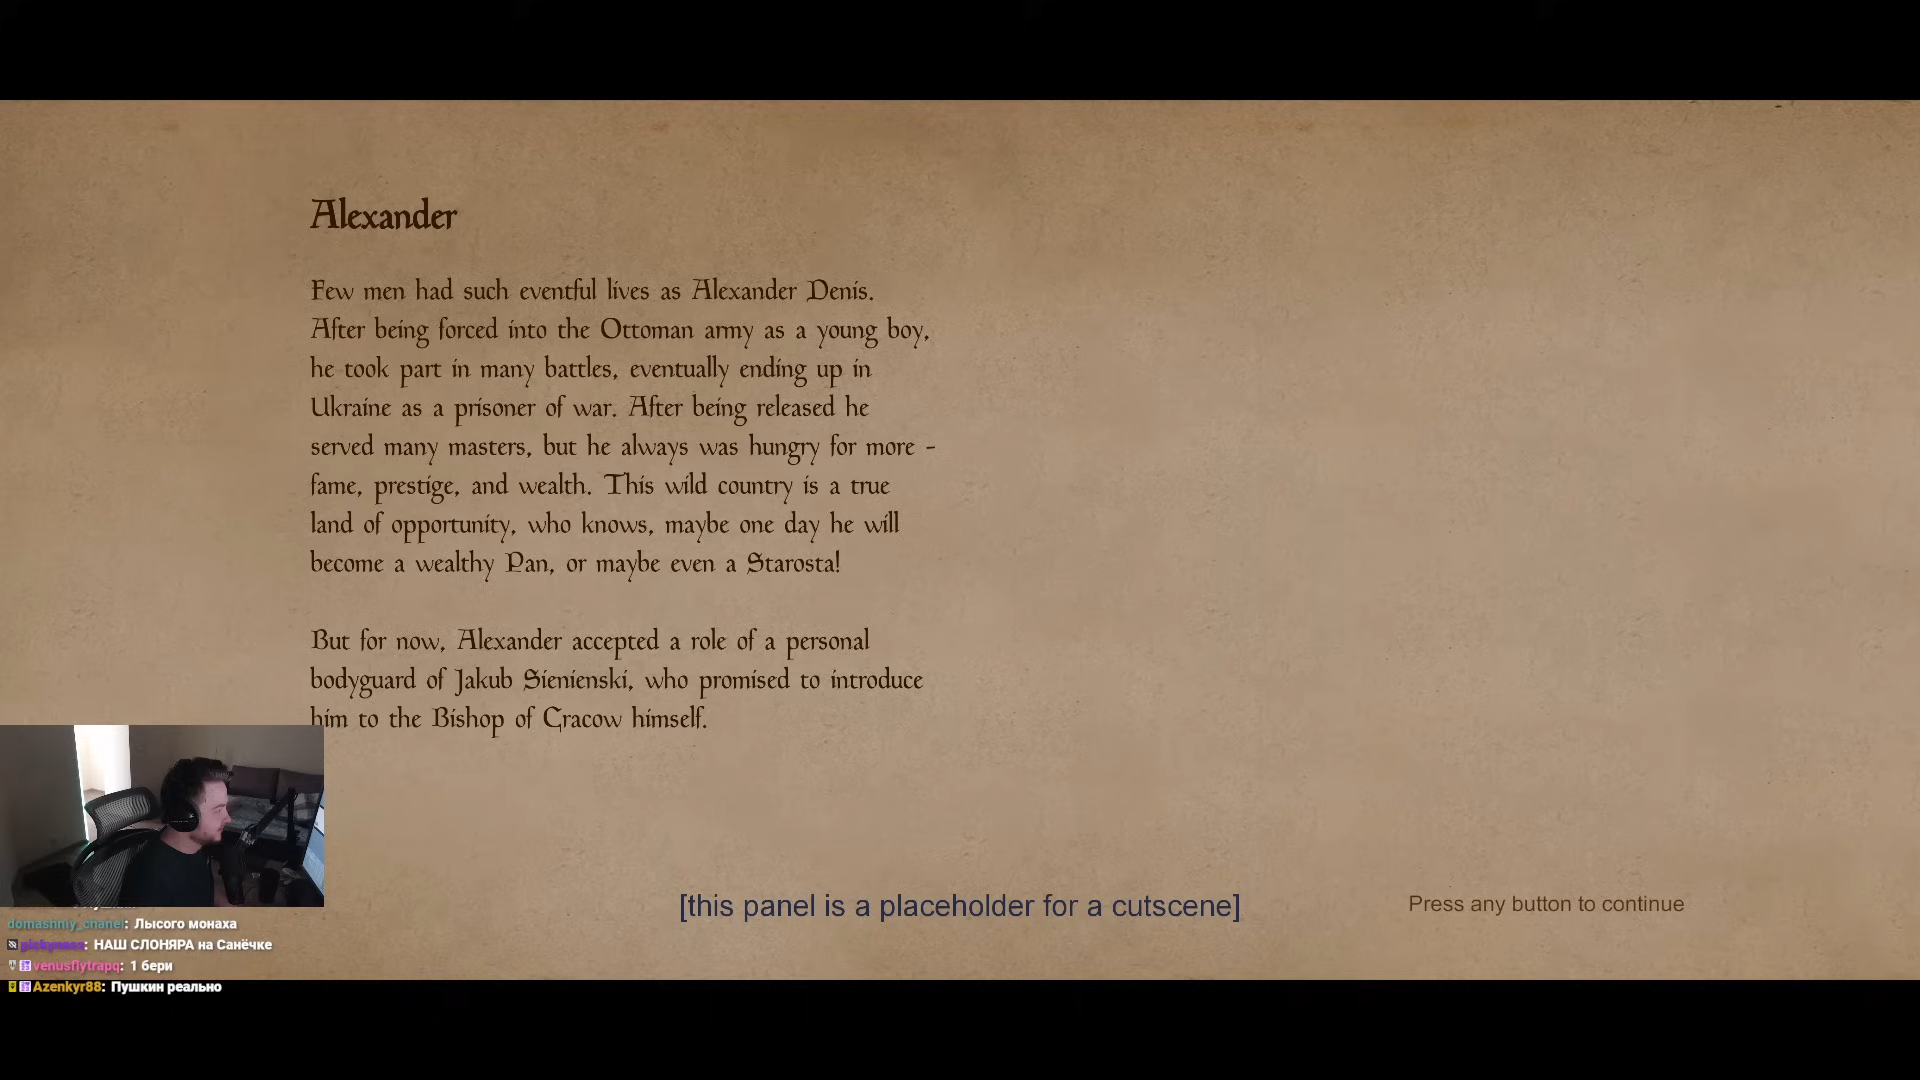 Alexander
Few men had such eventful lives as Alexander Denis.
After being forced into the Ottoman army as a young boy,
he took part in many battles, eventually ending up in
Ukraine as a prisoner of war. After being released he
served many masters, but he always was hungry for more -
fame, prestige, and wealth. This wild country is a true
land of opportunity, who knows, maybe one day he will
become a wealthy Pan, or maybe even a Starosta!
But for now, Alexander accepted a role of a personal
bodyguard of Jakub Sienienski, who promised to introduce
him to the Bishop of Cracow himself.
[this panel is a placeholder for a cutscene]
Press any button to continue
domashniy_chanel: Лысого монаха
НАШ СЛОНЯРА на Санёчке
venusflytrapq: 1 бери
Azenkyr88: Пушкин реально